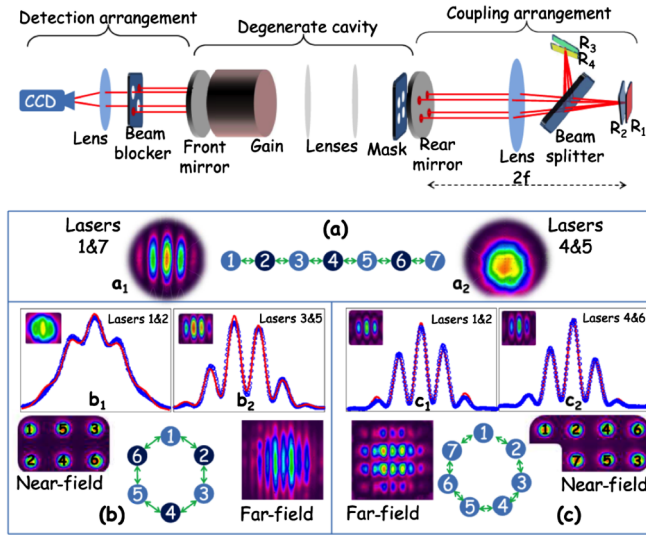 Detection arrangement
Degenerate cavity
Coupling arrangement
R3
R4
CCD
Lens
Beam blocker
Front mirror
Gain
Lenses
Mask
Rear mirror
Lens
Beam splitter
R2 R1
2f
Lasers 1&7
a1
(a)
1 2 3 4 5 6 7
Lasers 4&5
a2
Lasers 1&2
b1
Lasers 3&5
b2
1 5 3
2 4 6
Near-field
(b)
1 2 3 4 5 6
Far-field
Lasers 1&2
c1
Lasers 4&6
c2
Far-field
1 2 3 4 5 6 7
(c)
1 2 4 6
7 5 3
Near-field